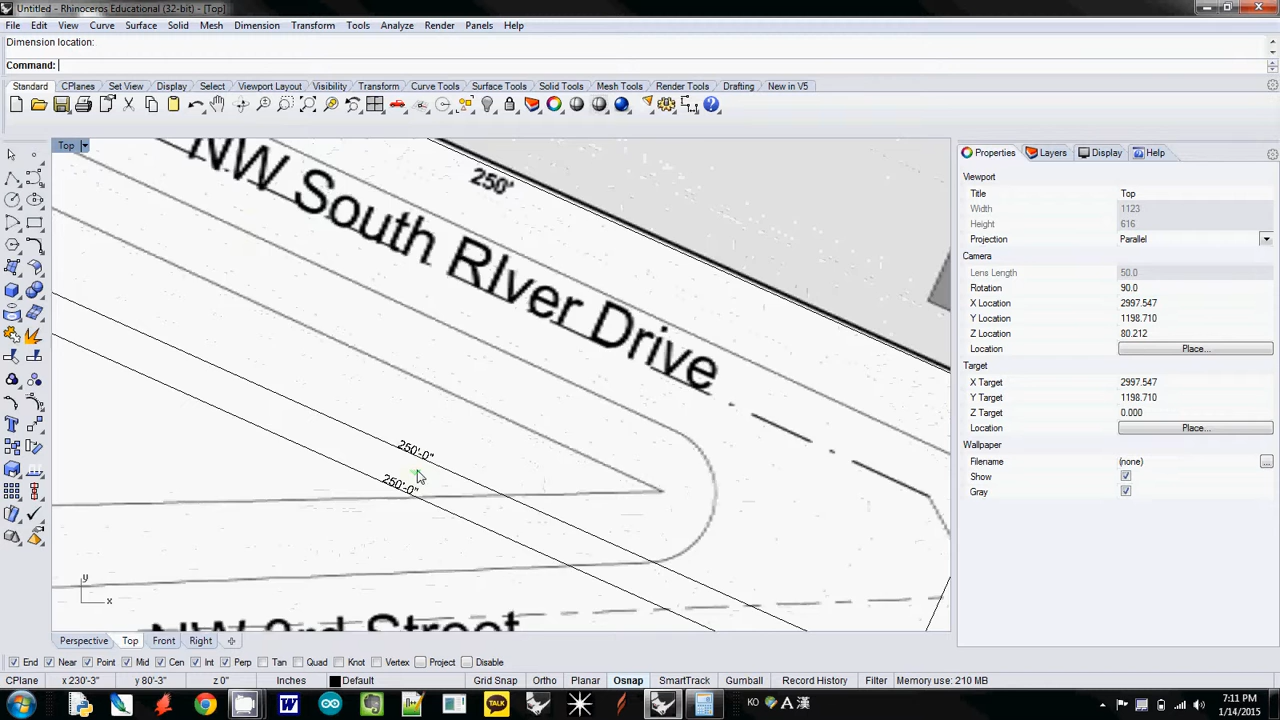 Untitled - Rhinoceros Educational (32-bit) - [Top]
File Edit View Curve Surface Solid Mesh Dimension Transform Tools Analyze Render Panels Help
Dimension location:
Command:
Standard CPlanes Set View Display Select Viewport Layout Visibility Transform Curve Tools Surface Tools Solid Tools Mesh Tools Render Tools Drafting New in V5
Top
Properties Layers Display Help
Viewport
Title Top
Width 1123
Height 616
Projection Parallel
Camera
Lens Length 50.0
Rotation 90.0
X Location 2997.547
Y Location 1198.710
Z Location 80.212
Location Place...
Target
X Target 2997.547
Y Target 1198.710
Z Target 0.000
Location Place...
Wallpaper
Filename (none) ...
Show
Gray
250'
NW South RIver Drive
250'-0"
250'-0"
NW 3rd Street
y
x
Perspective Top Front Right
End Near Point Mid Cen Int Perp Tan Quad Knot Vertex Project Disable
CPlane x 230'-3" y 80'-3" z 0" Inches Default Grid Snap Ortho Planar Osnap SmartTrack Gumball Record History Filter Memory use: 210 MB
TALK KO A 漢 7:11 PM
1/14/2015